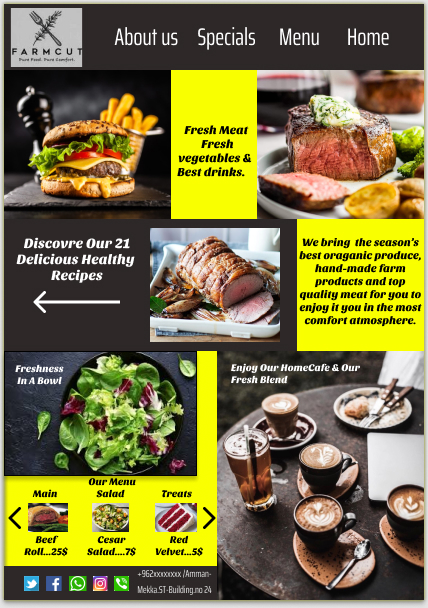 FARMCUT
Pure Food. Pure Comfort.
About us Specials Menu Home
Fresh Meat
Fresh
vegetables &
Best drinks.
Discovre Our 21
Delicious Healthy
Recipes
We bring the season's
best oraganic produce,
hand-made farm
products and top
quality meat for you to
enjoy it you in the most
comfort atmosphere.
Freshness
In A Bowl
Enjoy Our HomeCafe & Our
Fresh Blend
Our Menu
Main Salad Treats
Beef
Roll...25$
Cesar
Salad....7$
Red
Velvet...5$
+962xxxxxxxx /Amman-
Mekka.ST-Building.no 24